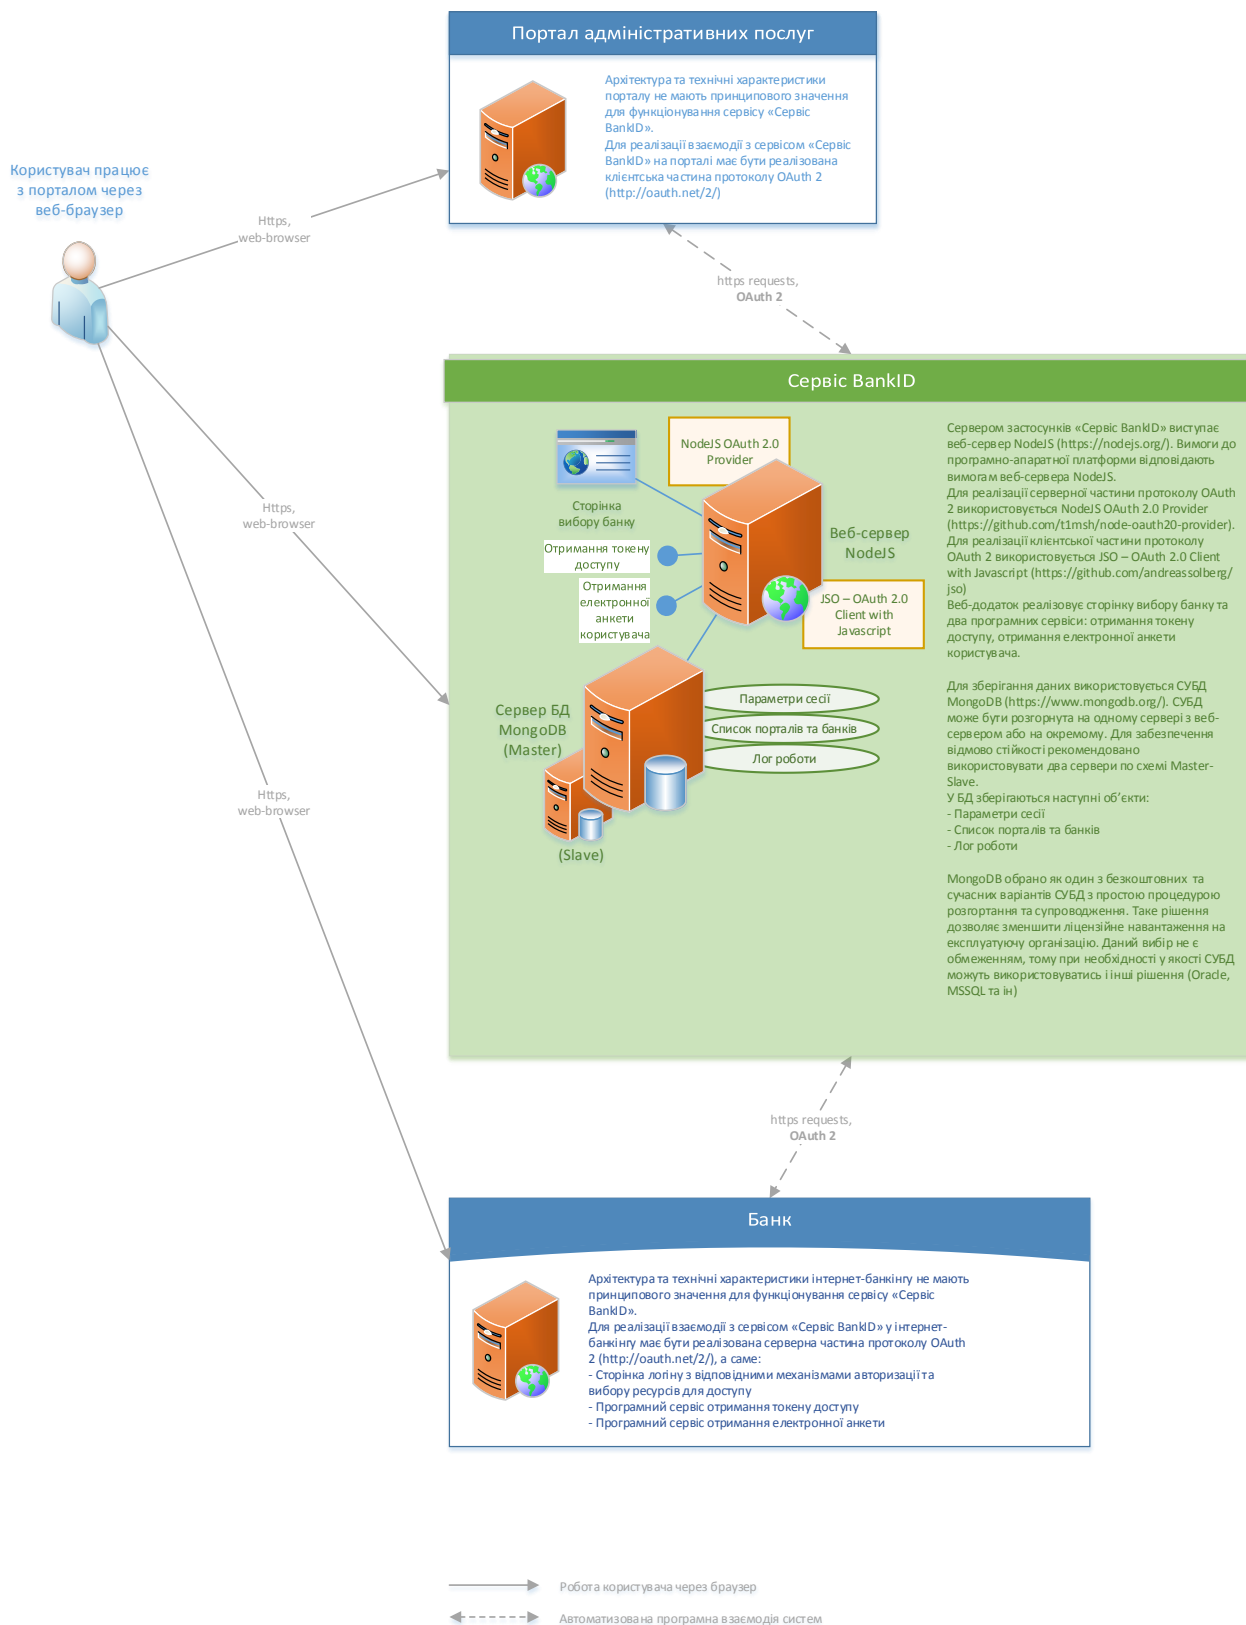 Портал адміністративних послуг
Архітектура та технічні характеристики
порталу не мають принципового значення
для функціонування сервісу «Сервіс
BankID».
Для реалізації взаємодії з сервісом «Сервіс
BankID» на порталі має бути реалізована
клієнтська частина протоколу OAuth 2
(http://oauth.net/2/)
Користувач працює
з порталом через
веб-браузер
Https,
web-browser
https requests,
OAuth 2
Сервіс BankID
NodeJS OAuth 2.0
Provider
Сторінка
вибору банку
Веб-сервер
NodeJS
Отримання токену
доступу
Отримання
електронної
анкети
користувача
JSO – OAuth 2.0
Client with
Javascript
Сервер БД
MongoDB
(Master)
Параметри сесії
Список порталів та банків
Лог роботи
(Slave)
Сервером застосунків «Сервіс BankID» виступає
веб-сервер NodeJS (https://nodejs.org/). Вимоги до
програмно-апаратної платформи відповідають
вимогам веб-сервера NodeJS.
Для реалізації серверної частини протоколу OAuth
2 використовується NodeJS OAuth 2.0 Provider
(https://github.com/t1msh/node-oauth20-provider).
Для реалізації клієнтської частини протоколу
OAuth 2 використовується JSO – OAuth 2.0 Client
with Javascript (https://github.com/andreassolberg/
jso)
Веб-додаток реалізовує сторінку вибору банку та
два програмних сервіси: отримання токену
доступу, отримання електронної анкети
користувача.
Для зберігання даних використовується СУБД
MongoDB (https://www.mongodb.org/). СУБД
може бути розгорнута на одному сервері з веб-
сервером або на окремому. Для забезпечення
відмово стійкості рекомендовано
використовувати два сервери по схемі Master-
Slave.
У БД зберігаються наступні об’єкти:
- Параметри сесії
- Список порталів та банків
- Лог роботи
MongoDB обрано як один з безкоштовних та
сучасних варіантів СУБД з простою процедурою
розгортання та супроводження. Таке рішення
дозволяє зменшити ліцензійне навантаження на
експлуатуючу організацію. Даний вибір не є
обмеженням, тому при необхідності у якості СУБД
можуть використовуватись і інші рішення (Oracle,
MSSQL та ін)
Https,
web-browser
Https,
web-browser
https requests,
OAuth 2
Банк
Архітектура та технічні характеристики інтернет-банкінгу не мають
принципового значення для функціонування сервісу «Сервіс
BankID».
Для реалізації взаємодії з сервісом «Сервіс BankID» у інтернет-
банкінгу має бути реалізована серверна частина протоколу OAuth
2 (http://oauth.net/2/), а саме:
- Сторінка логіну з відповідними механізмами авторизації та
вибору ресурсів для доступу
- Програмний сервіс отримання токену доступу
- Програмний сервіс отримання електронної анкети
Робота користувача через браузер
Автоматизована програмна взаємодія систем